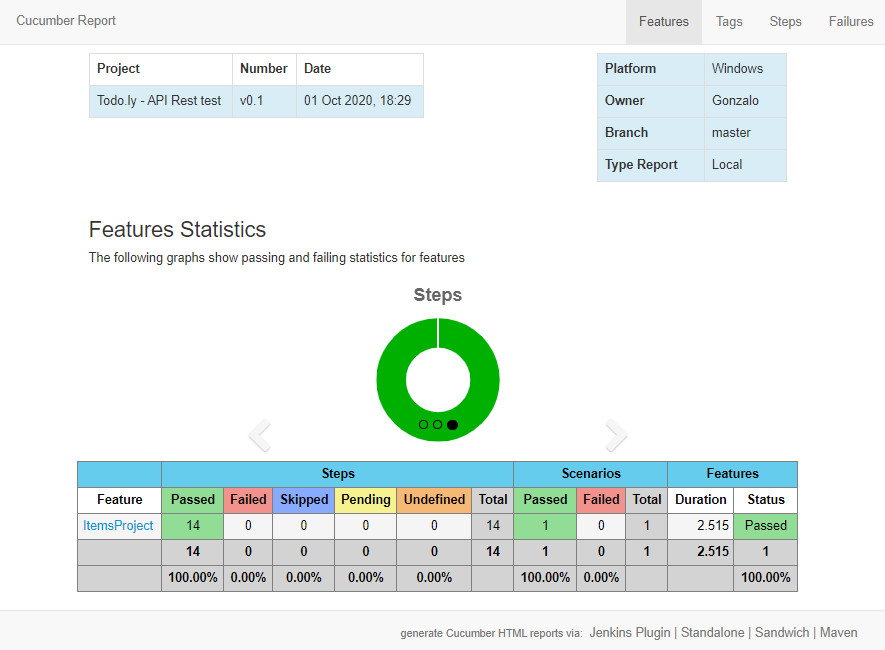 Cucumber Report Features Tags Steps Failures
Project Number Date
Todo.ly - API Rest test v0.1 01 Oct 2020, 18:29
Platform Windows
Owner Gonzalo
Branch master
Type Report Local
Features Statistics
The following graphs show passing and failing statistics for features
Steps
Steps Scenarios Features
Feature Passed Failed Skipped Pending Undefined Total Passed Failed Total Duration Status
ItemsProject 14 0 0 0 0 14 1 0 1 2.515 Passed
14 0 0 0 0 14 1 0 1 2.515 1
100.00% 0.00% 0.00% 0.00% 0.00% 100.00% 0.00% 100.00%
generate Cucumber HTML reports via: Jenkins Plugin | Standalone | Sandwich | Maven